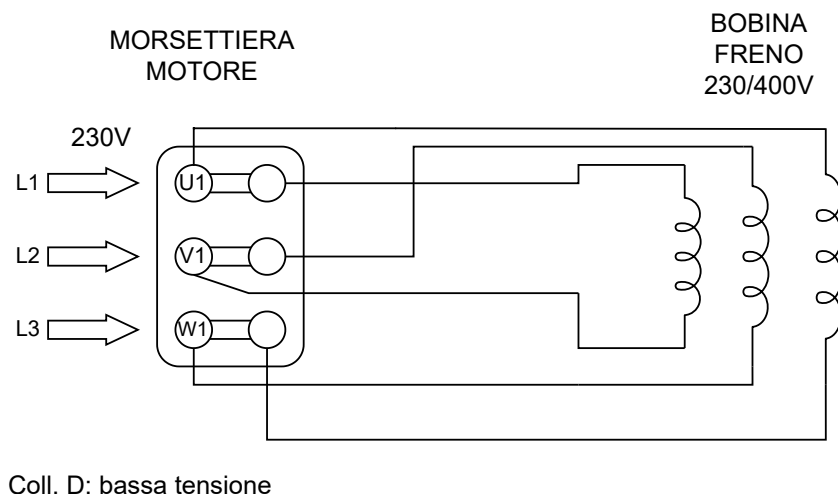 MORSETTIERA
MOTORE
BOBINA
FRENO
230/400V
230V
L1
U1
L2
V1
L3
W1
Coll. D: bassa tensione